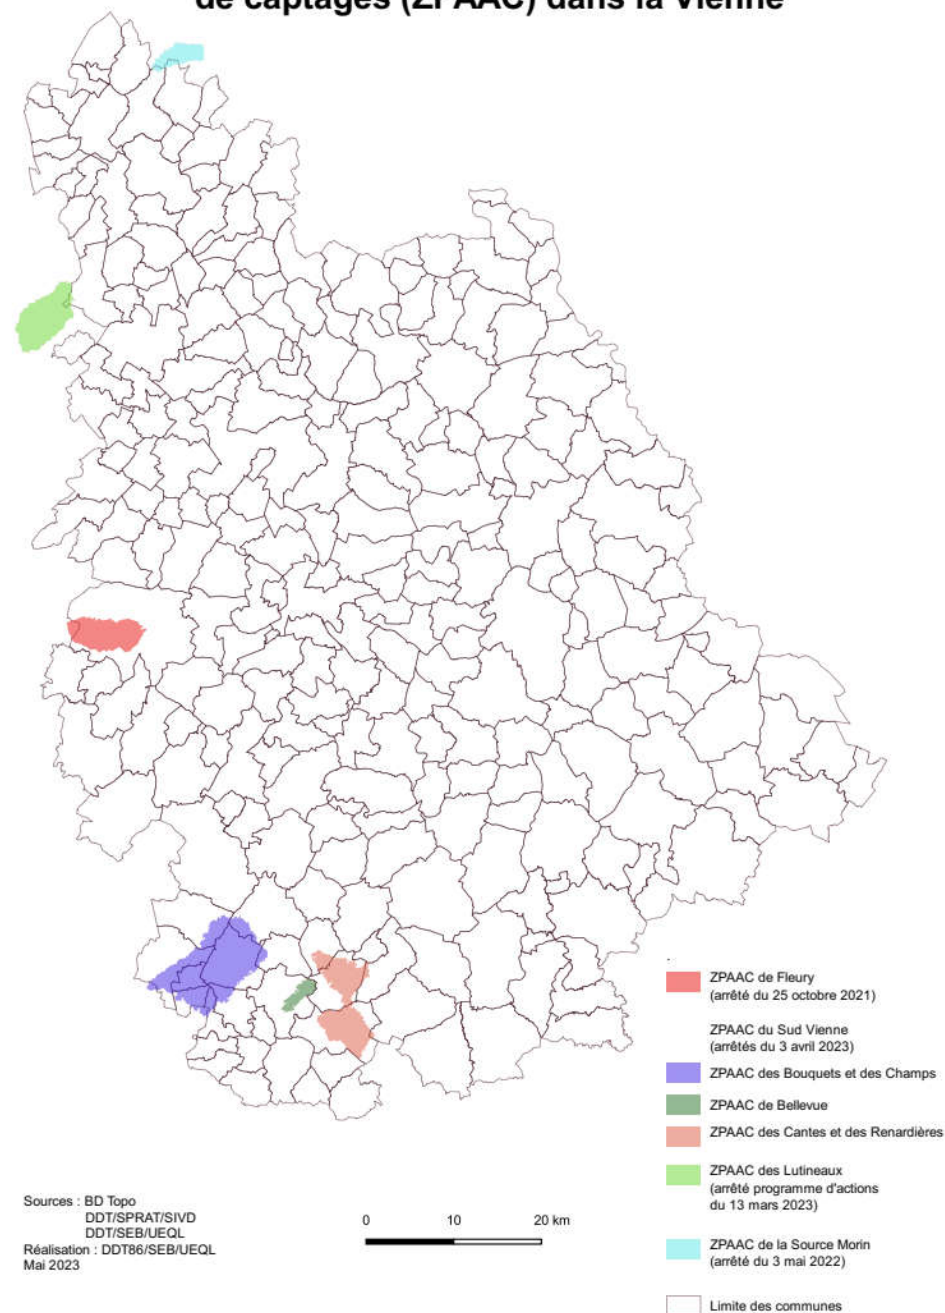 de captages (ZPAAC) dans la Vienne
ZPAAC de Fleury
(arrêté du 25 octobre 2021)
ZPAAC du Sud Vienne
(arrêtés du 3 avril 2023)
ZPAAC des Bouquets et des Champs
ZPAAC de Bellevue
ZPAAC des Cantes et des Renardières
ZPAAC des Lutineaux
(arrêté programme d'actions
du 13 mars 2023)
ZPAAC de la Source Morin
(arrêté du 3 mai 2022)
Limite des communes
Sources : BD Topo
DDT/SPRAT/SIVD
DDT/SEB/UEQL
Réalisation : DDT86/SEB/UEQL
Mai 2023
0 10 20 km